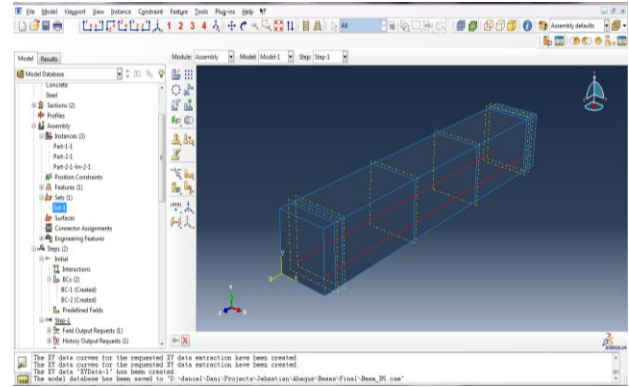 File Model Viewport View Instance Constraint Feature Tools Plug-ins Help
1 2 3 4
All
Assembly defaults
Model Results
Module: Assembly Model: Model-1 Step: Step-1
Model Database
Concrete
Steel
Sections (2)
Profiles
Assembly
Instances (3)
Part-1-1
Part-2-1
Part-2-1-lin-2-1
Position Constraints
Features (1)
Sets (1)
Set-1
Surfaces
Connector Assignments
Engineering Features
Steps (2)
Initial
Interactions
BCs (2)
BC-1 (Created)
BC-2 (Created)
Predefined Fields
Step-1
Field Output Requests (1)
History Output Requests (1)
The XY data curves for the requested XY data extraction have been created
The XY data curves for the requested XY data extraction have been created
The XY data "XYData-1" has been created
The model database has been saved to "D:\daniel\Dani\Projects\Jebastian\Abaqus\Beams\Final\Beam_B5.cae"